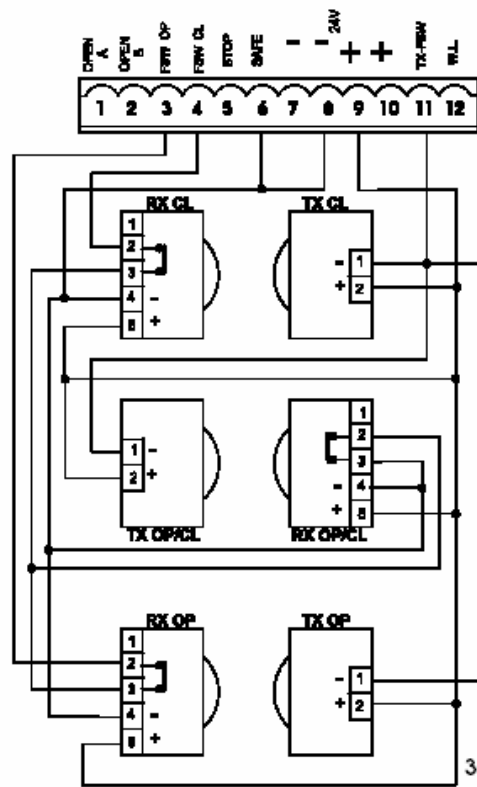 OPEN A
OPEN B
FSW OP
FSW CL
STOP
SAFE
-
-
24V
+
+
TX-FSW
W.L.
1 2 3 4 5 6 7 8 9 10 11 12
RX CL
1
2
3
4 -
5 +
TX CL
- 1
+ 2
1 -
2 +
TX OP/CL
1
2
3
- 4
+ 5
RX OP/CL
RX OP
1
2
3
4 -
5 +
TX OP
- 1
+ 2
3